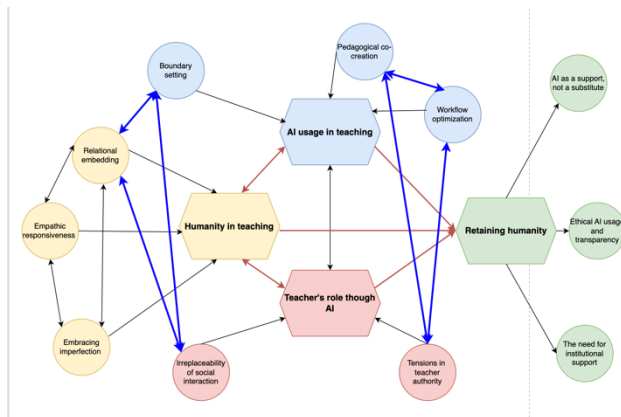 Boundary
setting
Pedagogical co-
creation
Workflow
optimization
AI as a support,
not a substitute
AI usage in teaching
Relational
embedding
Empathic
responsiveness
Humanity in teaching
Retaining humanity
Ethical AI usage
and
transparency
Teacher's role though
AI
Embracing
imperfection
Irreplaceability
of social
interaction
Tensions in
teacher
authority
The need for
institutional
support